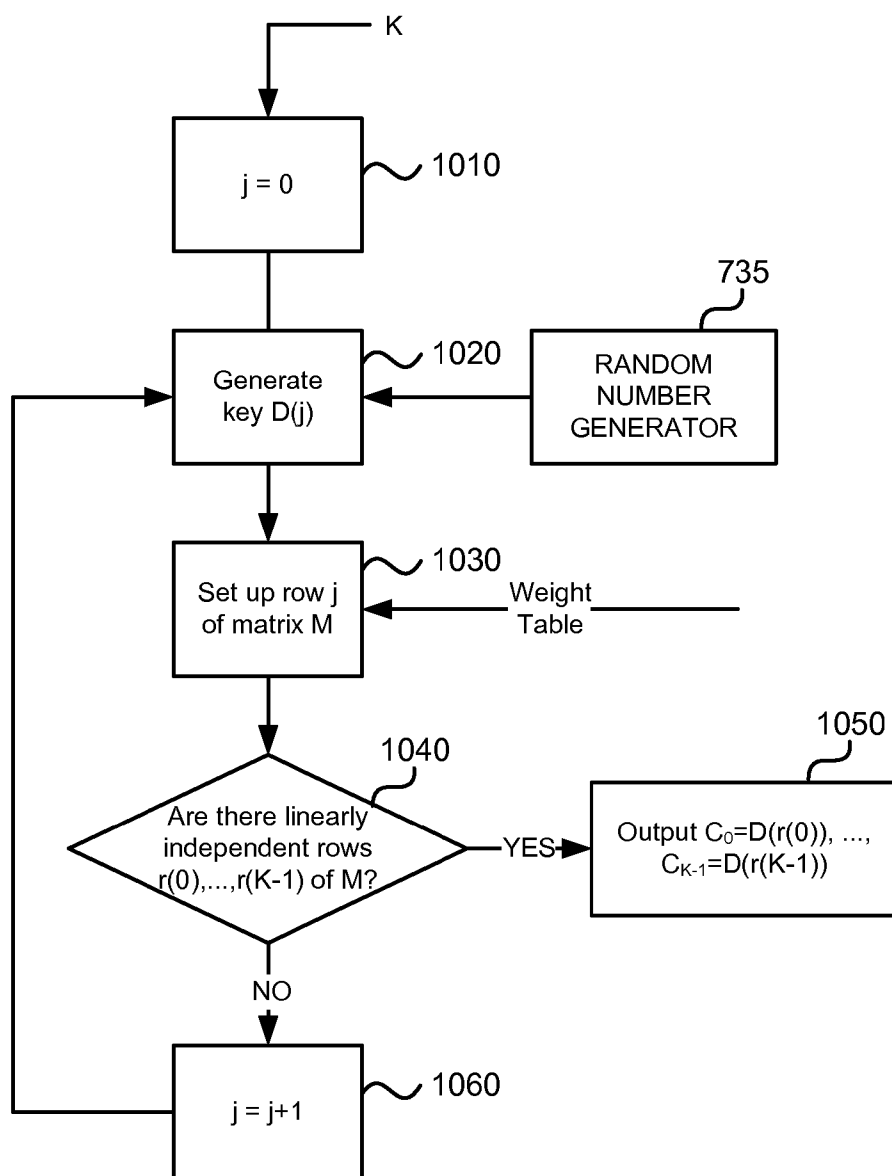 K
j = 0
1010
735
Generate
key D(j)
1020
RANDOM
NUMBER
GENERATOR
Set up row j
of matrix M
1030
Weight
Table
1040
1050
Are there linearly
independent rows
r(0),...,r(K-1) of M?
YES
Output C₀=D(r(0)), ...,
Cₖ₋₁=D(r(K-1))
NO
j = j+1
1060